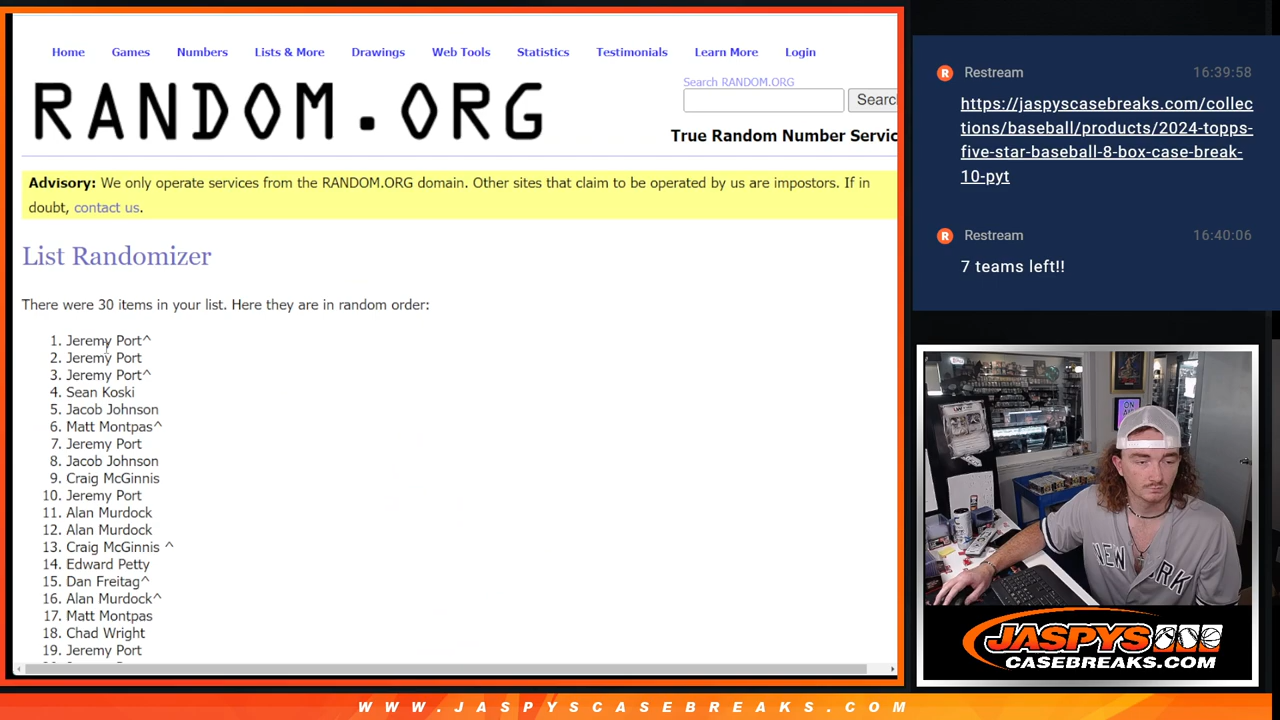 Home Games Numbers Lists & More Drawings Web Tools Statistics Testimonials Learn More Login
RANDOM.ORG
Search RANDOM.ORG
Searc
True Random Number Servic
Advisory: We only operate services from the RANDOM.ORG domain. Other sites that claim to be operated by us are impostors. If in
doubt, contact us.
List Randomizer
There were 30 items in your list. Here they are in random order:
1. Jeremy Port^
2. Jeremy Port
3. Jeremy Port^
4. Sean Koski
5. Jacob Johnson
6. Matt Montpas^
7. Jeremy Port
8. Jacob Johnson
9. Craig McGinnis
10. Jeremy Port
11. Alan Murdock
12. Alan Murdock
13. Craig McGinnis ^
14. Edward Petty
15. Dan Freitag^
16. Alan Murdock^
17. Matt Montpas
18. Chad Wright
19. Jeremy Port
Restream 16:39:58
https://jaspyscasebreaks.com/collec
tions/baseball/products/2024-topps-
five-star-baseball-8-box-case-break-
10-pyt
Restream 16:40:06
7 teams left!!
ON
NEW YORK
JASPYS
CASEBREAKS.COM
WWW.JASPYSCASEBREAKS.COM